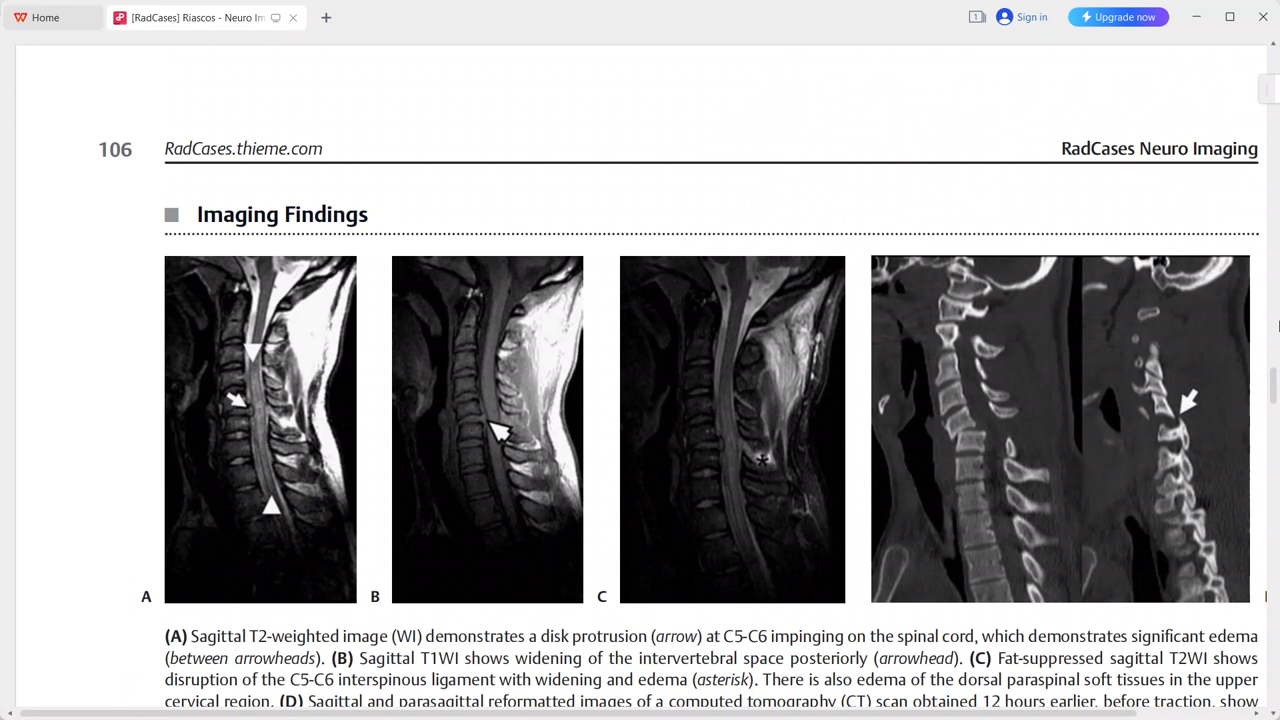 Home
[RadCases] Riascos - Neuro Im
1
Sign in
Upgrade now
106
RadCases.thieme.com
RadCases Neuro Imaging
Imaging Findings
*
A
B
C
(A) Sagittal T2-weighted image (WI) demonstrates a disk protrusion (arrow) at C5-C6 impinging on the spinal cord, which demonstrates significant edema
(between arrowheads). (B) Sagittal T1WI shows widening of the intervertebral space posteriorly (arrowhead). (C) Fat-suppressed sagittal T2WI shows
disruption of the C5-C6 interspinous ligament with widening and edema (asterisk). There is also edema of the dorsal paraspinal soft tissues in the upper
cervical region. (D) Sagittal and parasagittal reformatted images of a computed tomography (CT) scan obtained 12 hours earlier, before traction, show